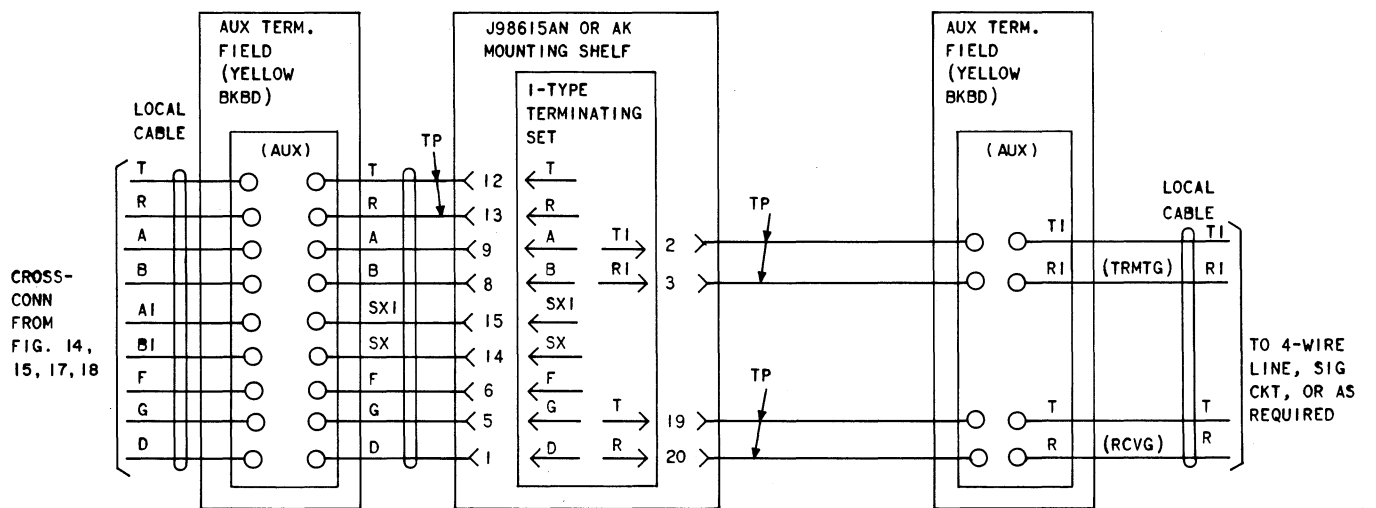 AUX TERM.
FIELD
(YELLOW
BKBD)
J98615AN OR AK
MOUNTING SHELF
AUX TERM.
FIELD
(YELLOW
BKBD)
LOCAL
CABLE
(AUX)
TP
I-TYPE
TERMINATING
SET
TP
(AUX)
LOCAL
CABLE
T T 12 T
R R 13 R
A A 9 A T1 2 T1 T1
B B 8 B R1 3 R1 (TRMTG) R1
A1 SX1 15 SX1
B1 SX 14 SX
F F 6 F
TP
G G 5 G T 19 T T
D D 1 D R 20 R (RCVG) R
CROSS-
CONN
FROM
FIG. 14,
15, 17, 18
TO 4-WIRE
LINE, SIG
CKT, OR AS
REQUIRED